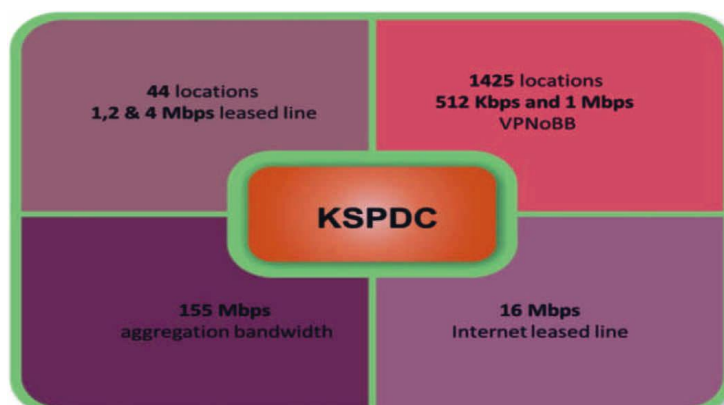 44 locations
1,2 & 4 Mbps leased line
1425 locations
512 Kbps and 1 Mbps
VPNoBB
KSPDC
155 Mbps
aggregation bandwidth
16 Mbps
Internet leased line